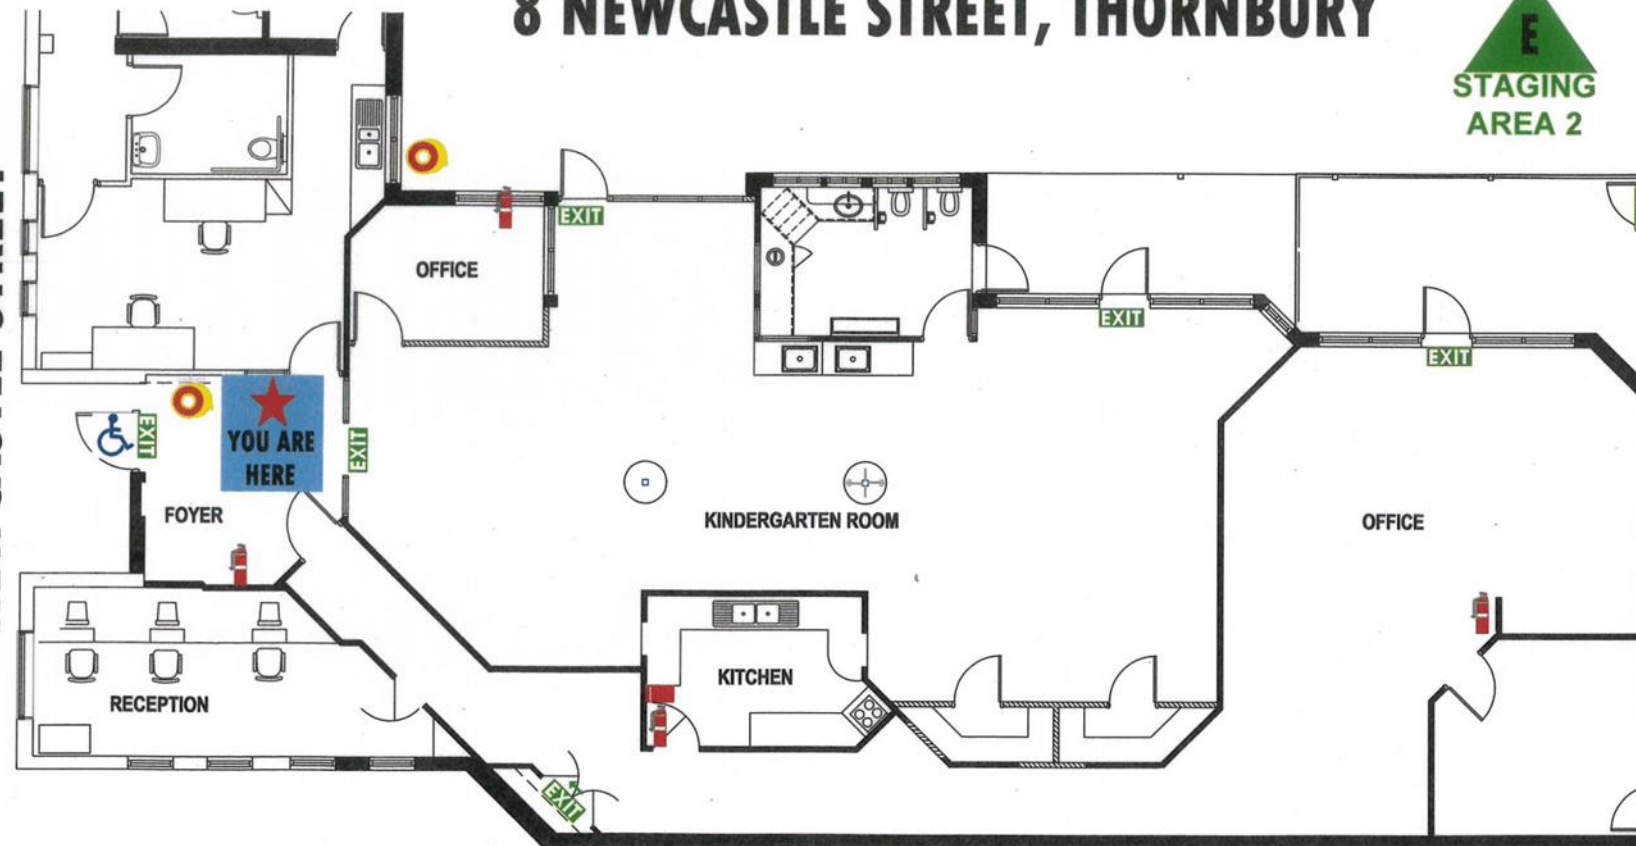 8 NEWCASTLE STREET, THORNBURY
E
STAGING
AREA 2
EXIT
OFFICE
EXIT
EXIT
EXIT
YOU ARE
HERE
EXIT
FOYER
KINDERGARTEN ROOM
OFFICE
KITCHEN
RECEPTION
EXIT